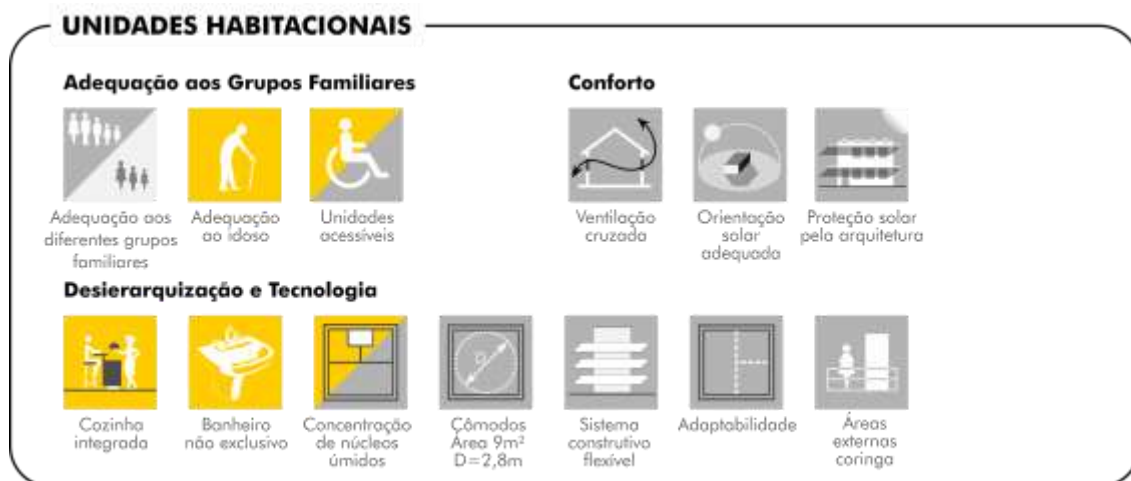 UNIDADES HABITACIONAIS
Adequação aos Grupos Familiares
Adequação aos
diferentes grupos
familiares
Adequação
ao idoso
Unidades
acessíveis
Conforto
Ventilação
cruzada
Orientação
solar
adequada
Proteção solar
pela arquitetura
Desierarquização e Tecnologia
Cozinha
integrada
Banheiro
não exclusivo
Concentração
de núcleos
úmidos
Cômodos
Área 9m²
D=2,8m
Sistema
construtivo
flexível
Adaptabilidade
Áreas
externas
coringa